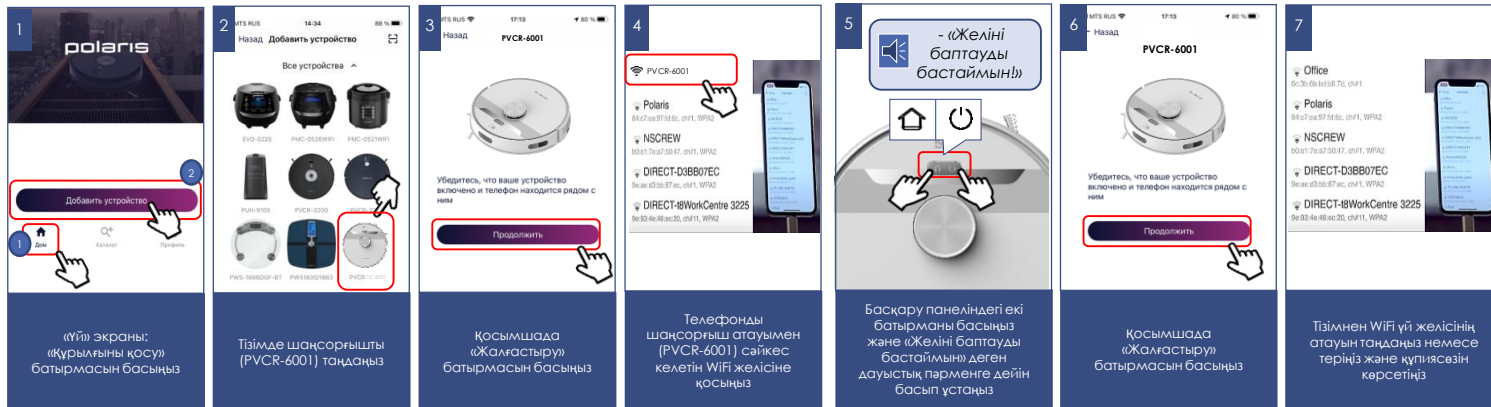 1
polaris
2
Добавить устройство
1
Дом
Каталог
Профиль
«Үй» экраны:
«Құрылғыны қосу»
батырмасын басыңыз
2
MTS RUS 14:34 88 %
Назад Добавить устройство
Все устройства
EVO-0225 PMC-0526WIFI PMC-0521WIFI
PUH-9105 PVCR-3200
PWS-1886DGF-BT PWS1830/1883 PVCR
Тізімде шаңсорғышты
(PVCR-6001) таңдаңыз
3
MTS RUS 17:13 80 %
Назад
PVCR-6001
Убедитесь, что ваше устройство
включено и телефон находится рядом с
ним
Продолжить
Қосымшада
«Жалғастыру»
батырмасын басыңыз
4
PVCR-6001
Polaris
84:c7:ea:97:fd:6c, ch#1, WPA2
NSCREW
b0:e1:7e:a7:50:47, ch#1, WPA2
DIRECT-D3BB07EC
9e:ae:d3:bb:87:ec, ch#1, WPA2
DIRECT-t8WorkCentre 3225
9e:93:4e:46:ec:20, ch#11, WPA2
Телефонды
шаңсорғыш атауымен
(PVCR-6001) сәйкес
келетін WiFi желісіне
қосыңыз
5
- «Желіні
баптауды
бастаймын!»
Басқару панеліндегі екі
батырманы басыңыз
және «Желіні баптауды
бастаймын» деген
дауыстық пәрменге дейін
басып ұстаңыз
6
MTS RUS 17:13 80 %
Назад
PVCR-6001
Убедитесь, что ваше устройство
включено и телефон находится рядом с
ним
Продолжить
Қосымшада
«Жалғастыру»
батырмасын басыңыз
7
Office
6c:3b:6b:bd:b6:7d, ch#1
Polaris
84:c7:ea:97:fd:6c, ch#1, WPA2
NSCREW
b0:e1:7e:a7:50:47, ch#1, WPA2
DIRECT-D3BB07EC
9e:ae:d3:bb:87:ec, ch#1, WPA2
DIRECT-t8WorkCentre 3225
9e:93:4e:46:ec:20, ch#11, WPA2
Тізімнен WiFi үй желісінің
атауын таңдаңыз немесе
теріңіз және құпиясөзін
көрсетіңіз